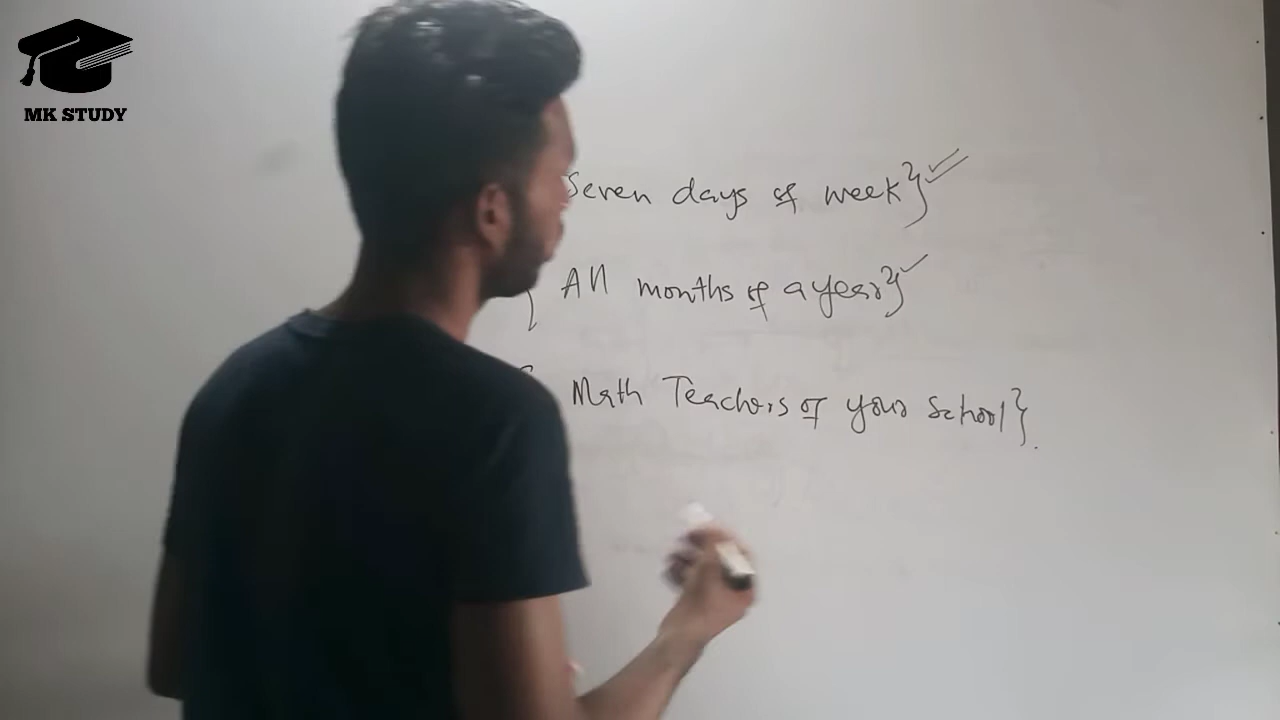 MK STUDY
Seven days of week}
{ All months of a year}
{ Math Teachers of your School}.